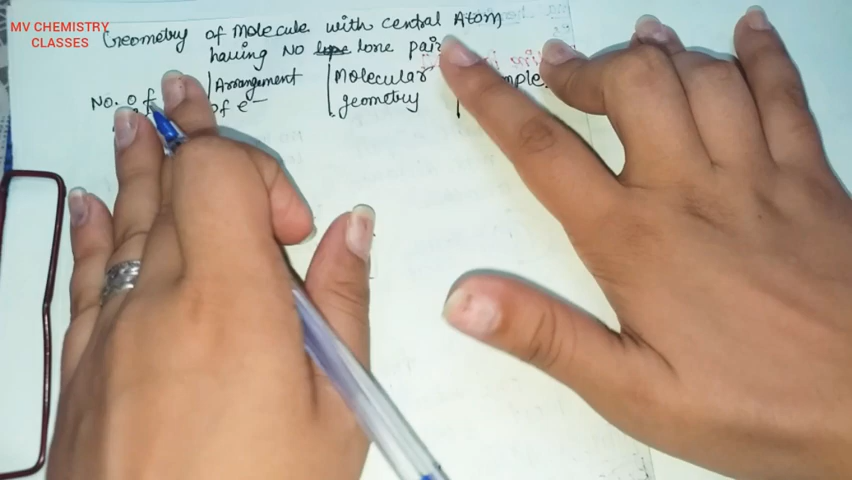 MV CHEMISTRY
CLASSES
Geometry of Molecule with central Atom
having NO lone pair
No. of
Arrangement
of e⁻
Molecular
geometry